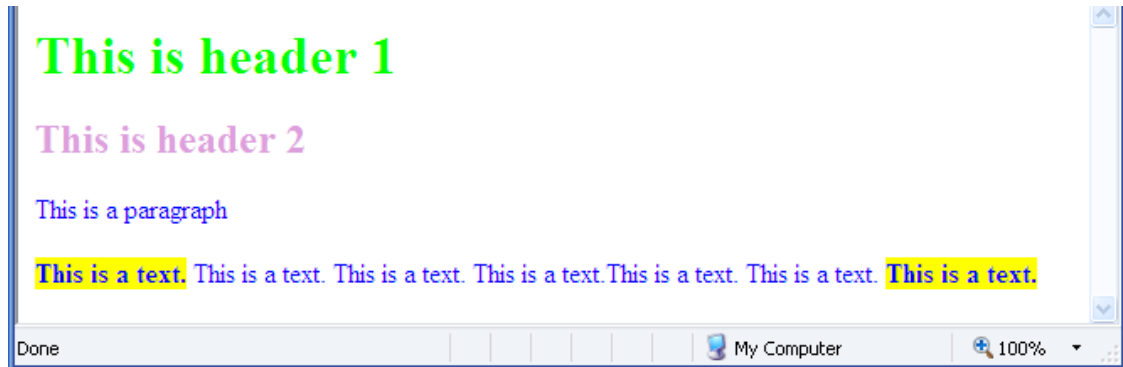 This is header 1
This is header 2
This is a paragraph
This is a text. This is a text. This is a text. This is a text.This is a text. This is a text. This is a text.
Done My Computer 100%